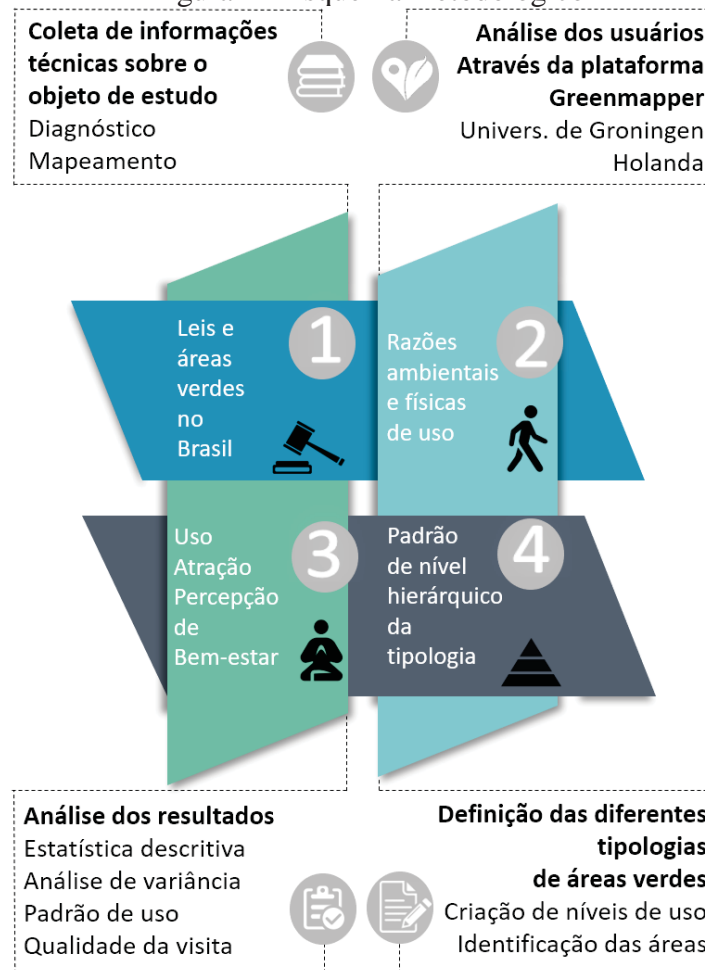 Coleta de informações
técnicas sobre o
objeto de estudo
Diagnóstico
Mapeamento
Análise dos usuários
Através da plataforma
Greenmapper
Univers. de Groningen
Holanda
Leis e
áreas
verdes
no
Brasil
1
Razões
ambientais
e físicas
de uso
2
Uso
Atração
Percepção
de
Bem-estar
3
Padrão
de nível
hierárquico
da
tipologia
4
Análise dos resultados
Estatística descritiva
Análise de variância
Padrão de uso
Qualidade da visita
Definição das diferentes
tipologias
de áreas verdes
Criação de níveis de uso
Identificação das áreas